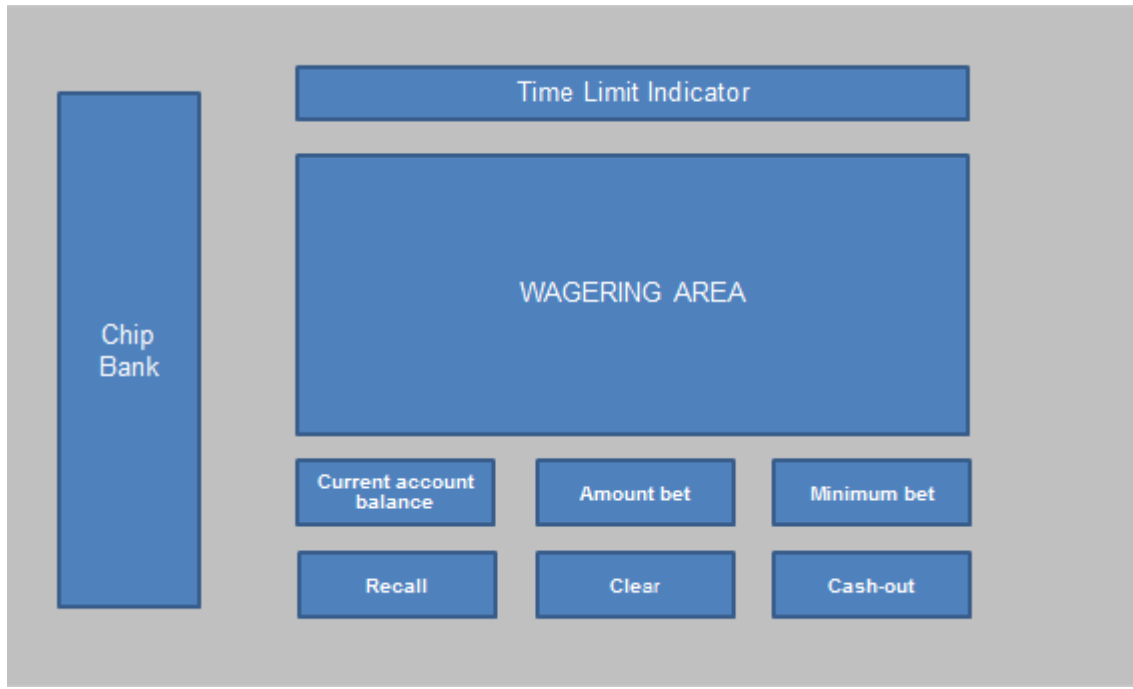 Time Limit Indicator
WAGERING AREA
Chip
Bank
Current account
balance
Amount bet
Minimum bet
Recall
Clear
Cash-out